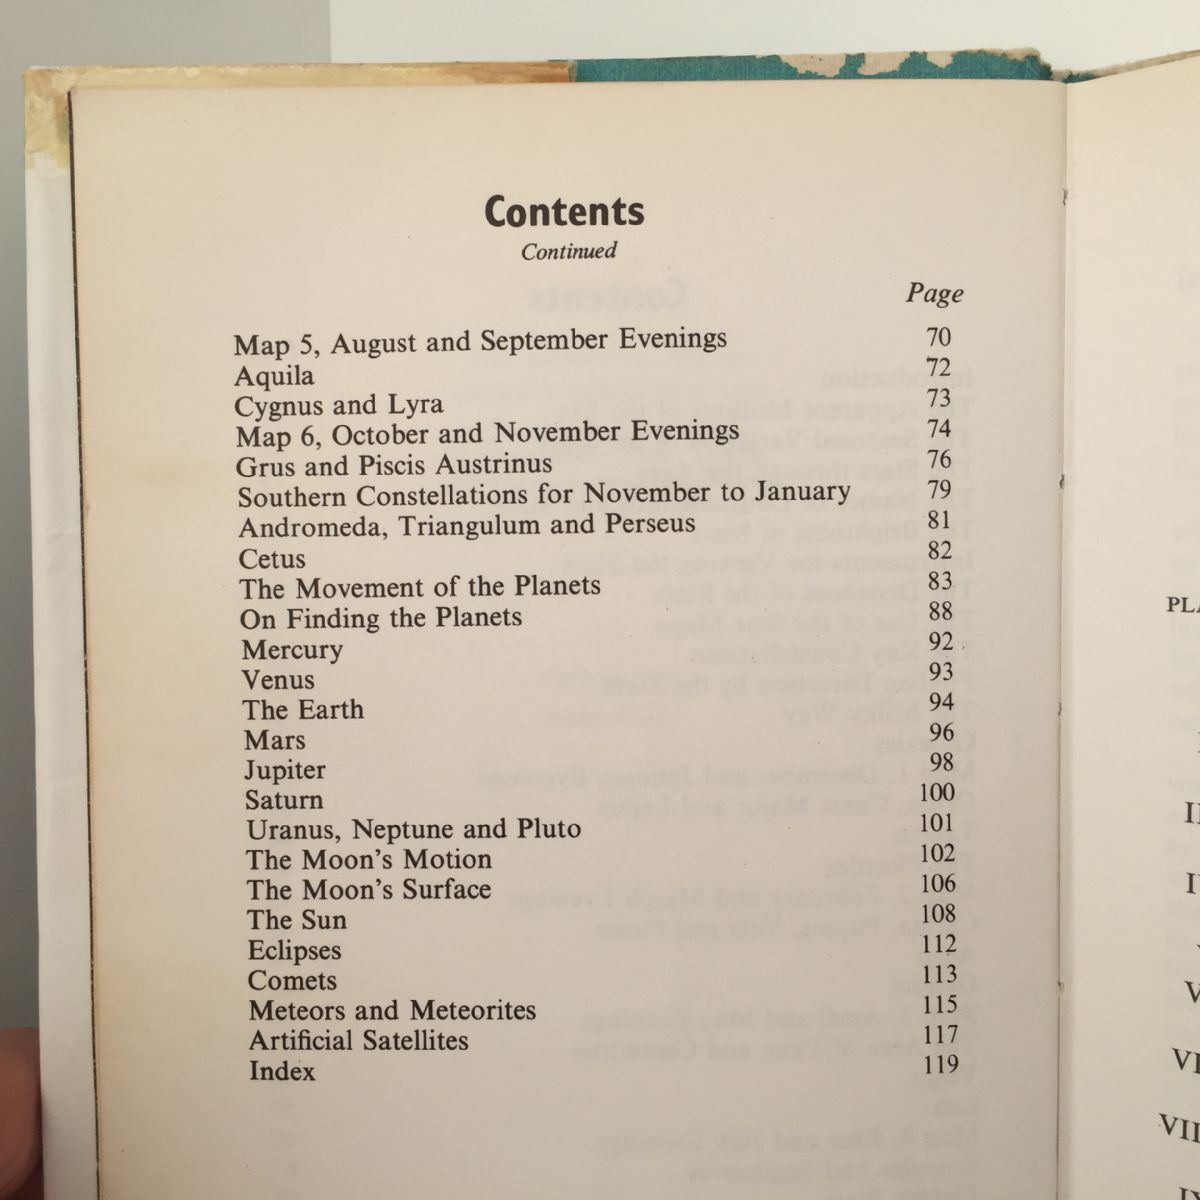 Contents
Continued
Page
Map 5, August and September Evenings 70
Aquila 72
Cygnus and Lyra 73
Map 6, October and November Evenings 74
Grus and Piscis Austrinus 76
Southern Constellations for November to January 79
Andromeda, Triangulum and Perseus 81
Cetus 82
The Movement of the Planets 83
On Finding the Planets 88
Mercury 92
Venus 93
The Earth 94
Mars 96
Jupiter 98
Saturn 100
Uranus, Neptune and Pluto 101
The Moon's Motion 102
The Moon's Surface 106
The Sun 108
Eclipses 112
Comets 113
Meteors and Meteorites 115
Artificial Satellites 117
Index 119